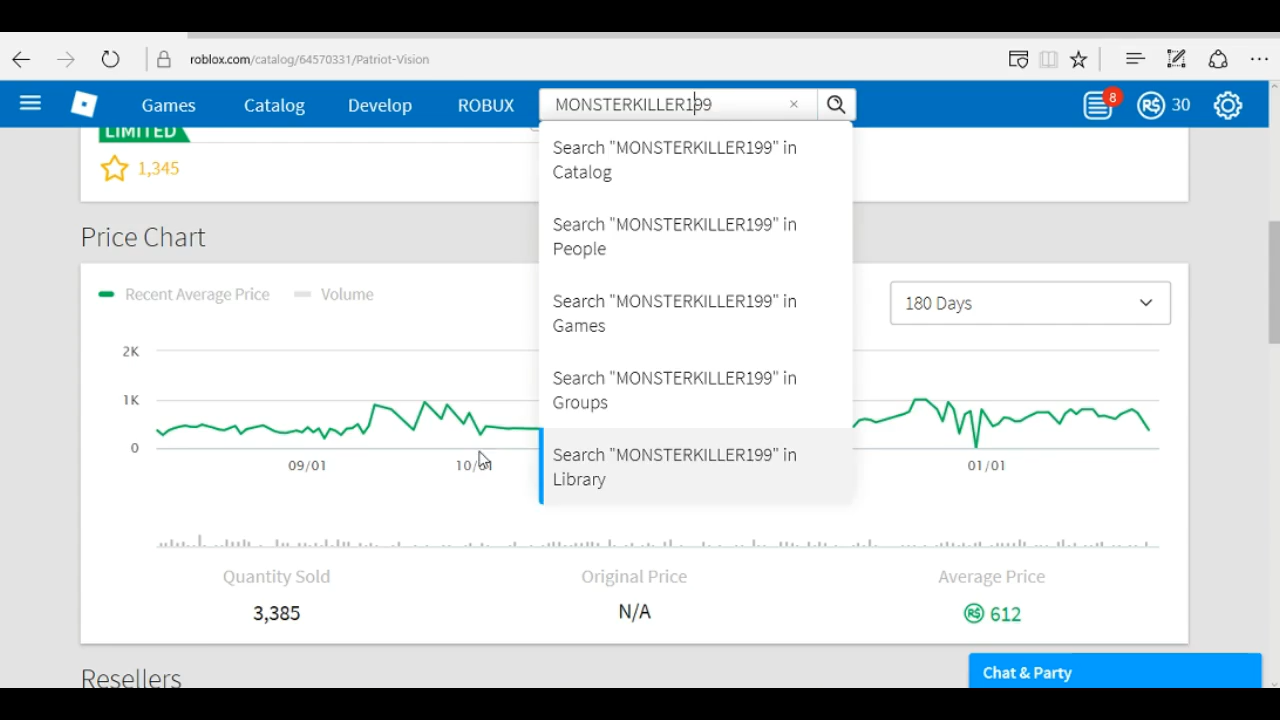 roblox.com/catalog/64570331/Patriot-Vision
Games
Catalog
Develop
ROBUX
MONSTERKILLER199
8
R$ 30
LIMITED
1,345
Search "MONSTERKILLER199" in
Catalog
Search "MONSTERKILLER199" in
People
Search "MONSTERKILLER199" in
Games
Search "MONSTERKILLER199" in
Groups
Search "MONSTERKILLER199" in
Library
Price Chart
Recent Average Price
Volume
180 Days
2K
1K
0
09/01
10/01
01/01
Quantity Sold
Original Price
Average Price
3,385
N/A
R$ 612
Resellers
Chat & Party